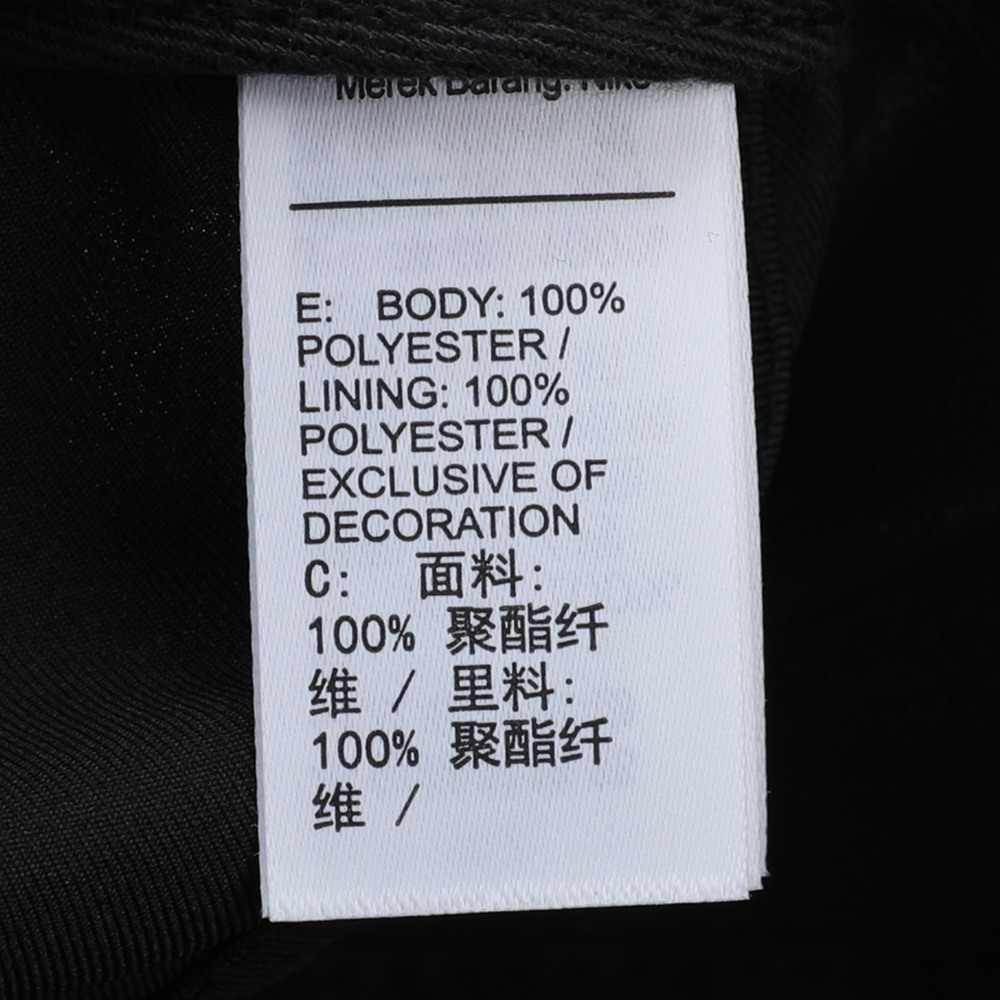 Merek Barang: Nike
E: BODY: 100%
POLYESTER /
LINING: 100%
POLYESTER /
EXCLUSIVE OF
DECORATION
C: 面料:
100% 聚酯纤
维 / 里料:
100% 聚酯纤
维 /